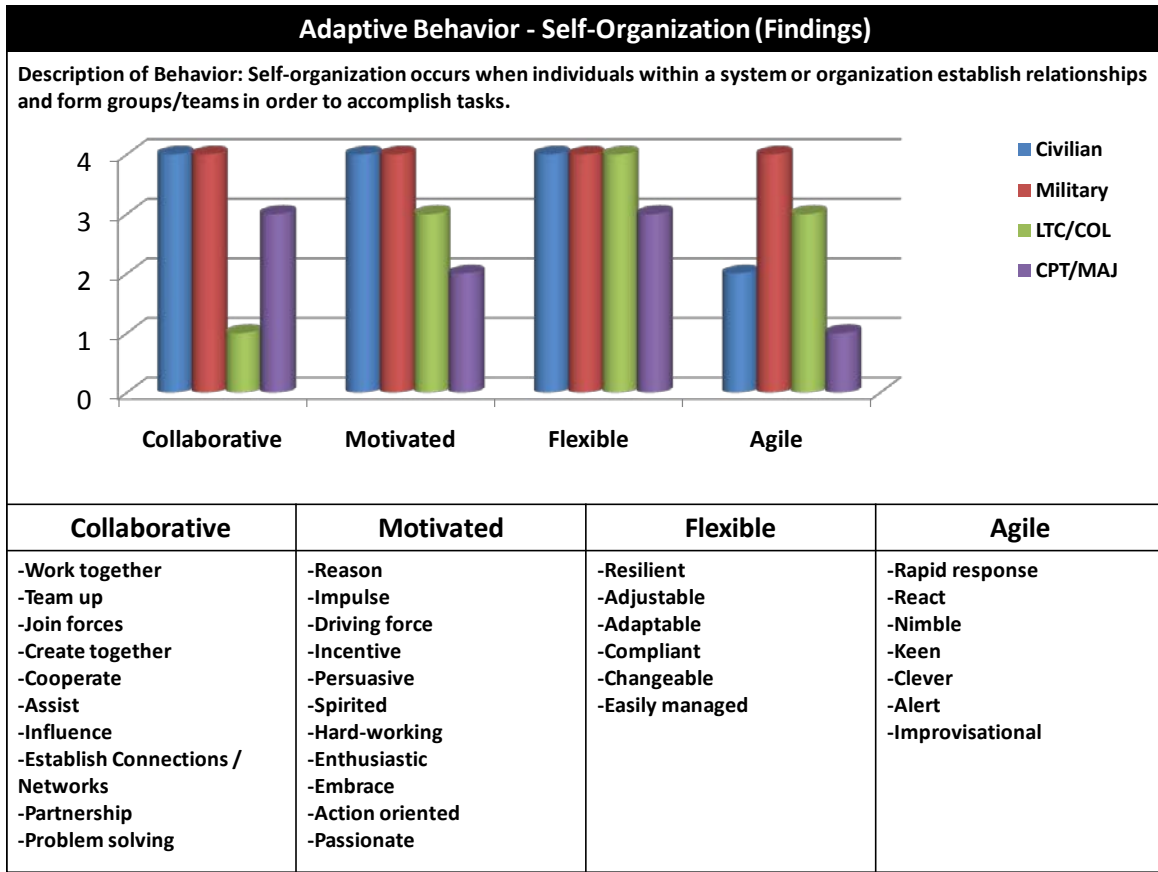 Adaptive Behavior - Self-Organization (Findings)
Description of Behavior: Self-organization occurs when individuals within a system or organization establish relationships
and form groups/teams in order to accomplish tasks.
4
3
2
1
0
Collaborative Motivated Flexible Agile
Civilian
Military
LTC/COL
CPT/MAJ
Collaborative
-Work together
-Team up
-Join forces
-Create together
-Cooperate
-Assist
-Influence
-Establish Connections /
Networks
-Partnership
-Problem solving
Motivated
-Reason
-Impulse
-Driving force
-Incentive
-Persuasive
-Spirited
-Hard-working
-Enthusiastic
-Embrace
-Action oriented
-Passionate
Flexible
-Resilient
-Adjustable
-Adaptable
-Compliant
-Changeable
-Easily managed
Agile
-Rapid response
-React
-Nimble
-Keen
-Clever
-Alert
-Improvisational